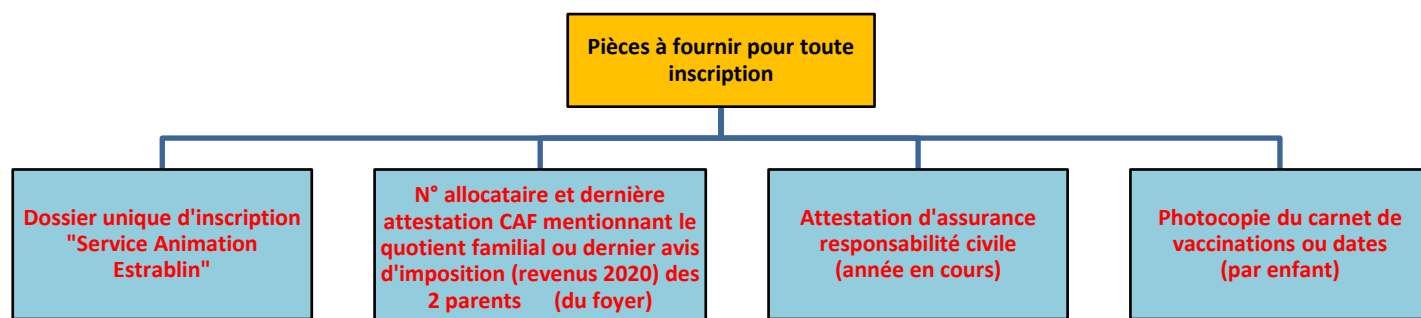 Pièces à fournir pour toute
inscription
Dossier unique d'inscription
"Service Animation
Estrablin"
N° allocataire et dernière
attestation CAF mentionnant le
quotient familial ou dernier avis
d'imposition (revenus 2020) des
2 parents (du foyer)
Attestation d'assurance
responsabilité civile
(année en cours)
Photocopie du carnet de
vaccinations ou dates
(par enfant)